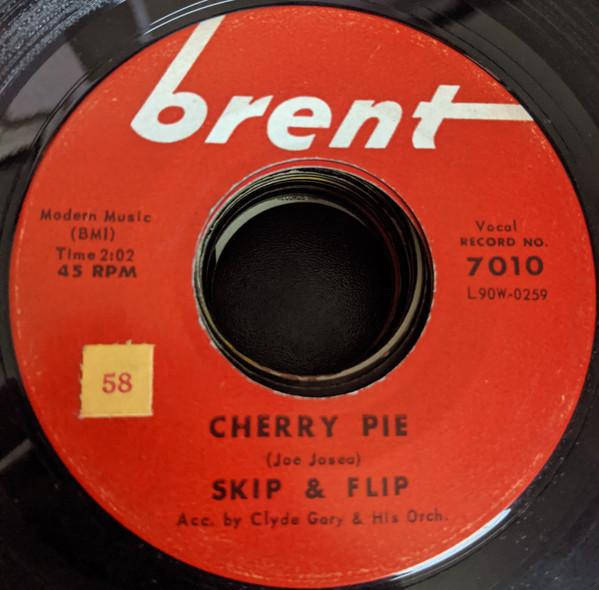 brent
Modern Music
(BMI)
Time 2:02
45 RPM
Vocal
RECORD NO.
7010
L90W-0259
58
CHERRY PIE
(Joe Josea)
SKIP & FLIP
Acc. by Clyde Gary & His Orch.